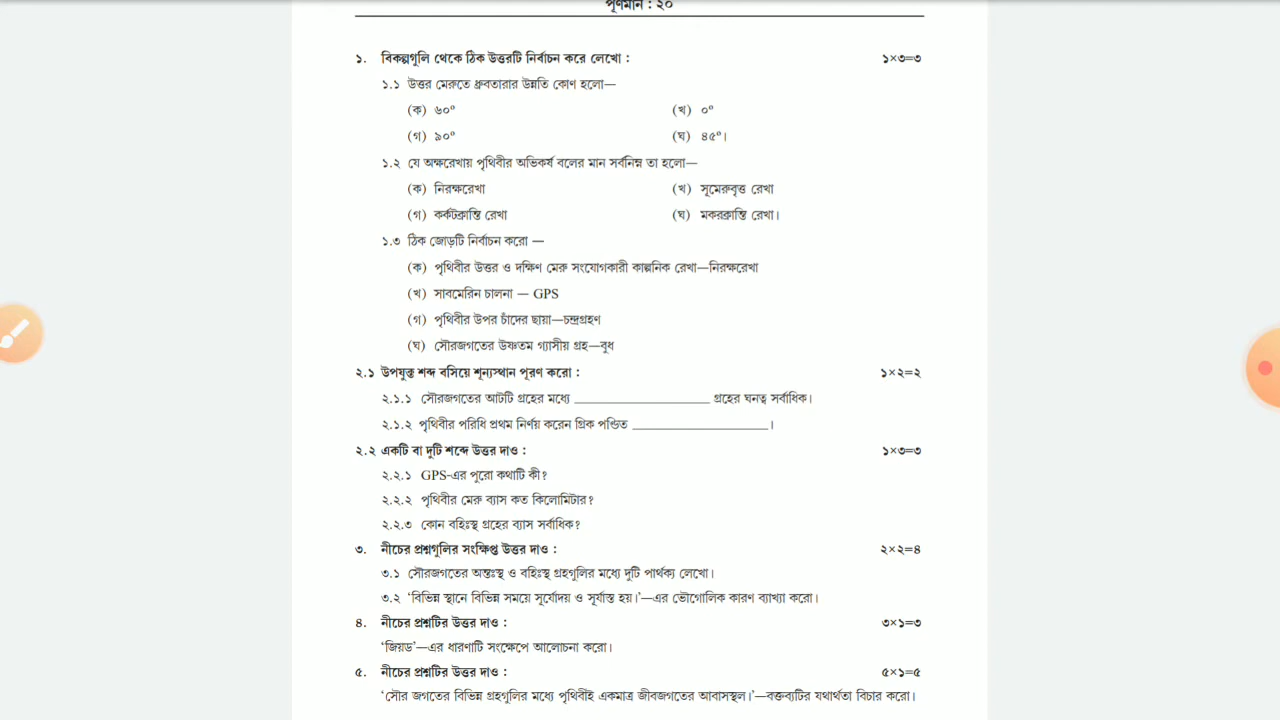 পূর্ণমান : ২০
১. বিকল্পগুলি থেকে ঠিক উত্তরটি নির্বাচন করে লেখো : ১×৩=৩
১.১ উত্তর মেরুতে ধ্রুবতারার উন্নতি কোণ হলো—
(ক) ৬০° (খ) ০°
(গ) ৯০° (ঘ) ৪৫°।
১.২ যে অক্ষরেখায় পৃথিবীর অভিকর্ষ বলের মান সর্বনিম্ন তা হলো—
(ক) নিরক্ষরেখা (খ) সুমেরুবৃত্ত রেখা
(গ) কর্কটক্রান্তি রেখা (ঘ) মকরক্রান্তি রেখা।
১.৩ ঠিক জোড়টি নির্বাচন করো —
(ক) পৃথিবীর উত্তর ও দক্ষিণ মেরু সংযোগকারী কাল্পনিক রেখা—নিরক্ষরেখা
(খ) সাবমেরিন চালনা — GPS
(গ) পৃথিবীর উপর চাঁদের ছায়া—চন্দ্রগ্রহণ
(ঘ) সৌরজগতের উষ্ণতম গ্যাসীয় গ্রহ—বুধ
২.১ উপযুক্ত শব্দ বসিয়ে শূন্যস্থান পূরণ করো : ১×২=২
২.১.১ সৌরজগতের আটটি গ্রহের মধ্যে ____________ গ্রহের ঘনত্ব সর্বাধিক।
২.১.২ পৃথিবীর পরিধি প্রথম নির্ণয় করেন গ্রিক পন্ডিত ____________।
২.২ একটি বা দুটি শব্দে উত্তর দাও : ১×৩=৩
২.২.১ GPS-এর পুরো কথাটি কী?
২.২.২ পৃথিবীর মেরু ব্যাস কত কিলোমিটার?
২.২.৩ কোন বহিঃস্থ গ্রহের ব্যাস সর্বাধিক?
৩. নীচের প্রশ্নগুলির সংক্ষিপ্ত উত্তর দাও : ২×২=৪
৩.১ সৌরজগতের অন্তঃস্থ ও বহিঃস্থ গ্রহগুলির মধ্যে দুটি পার্থক্য লেখো।
৩.২ ‘বিভিন্ন স্থানে বিভিন্ন সময়ে সূর্যোদয় ও সূর্যাস্ত হয়।’—এর ভৌগোলিক কারণ ব্যাখ্যা করো।
৪. নীচের প্রশ্নটির উত্তর দাও : ৩×১=৩
‘জিয়ড’—এর ধারণাটি সংক্ষেপে আলোচনা করো।
৫. নীচের প্রশ্নটির উত্তর দাও : ৫×১=৫
‘সৌর জগতের বিভিন্ন গ্রহগুলির মধ্যে পৃথিবীই একমাত্র জীবজগতের আবাসস্থল।’—বক্তব্যটির যথার্থতা বিচার করো।